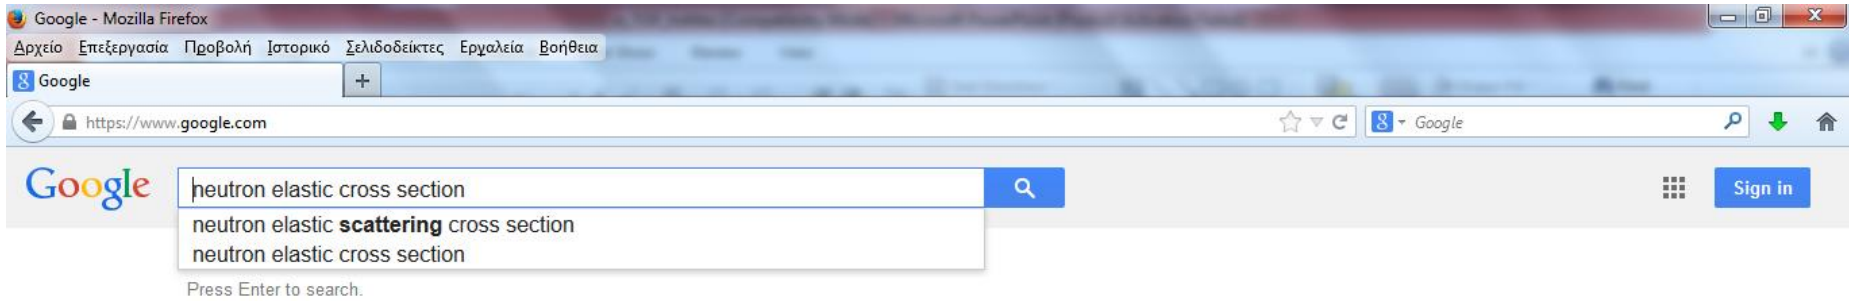 Google - Mozilla Firefox
Αρχείο Επεξεργασία Προβολή Ιστορικό Σελιδοδείκτες Εργαλεία Βοήθεια
Google
https://www.google.com Google
Google neutron elastic cross section Sign in
neutron elastic scattering cross section
neutron elastic cross section
Press Enter to search.